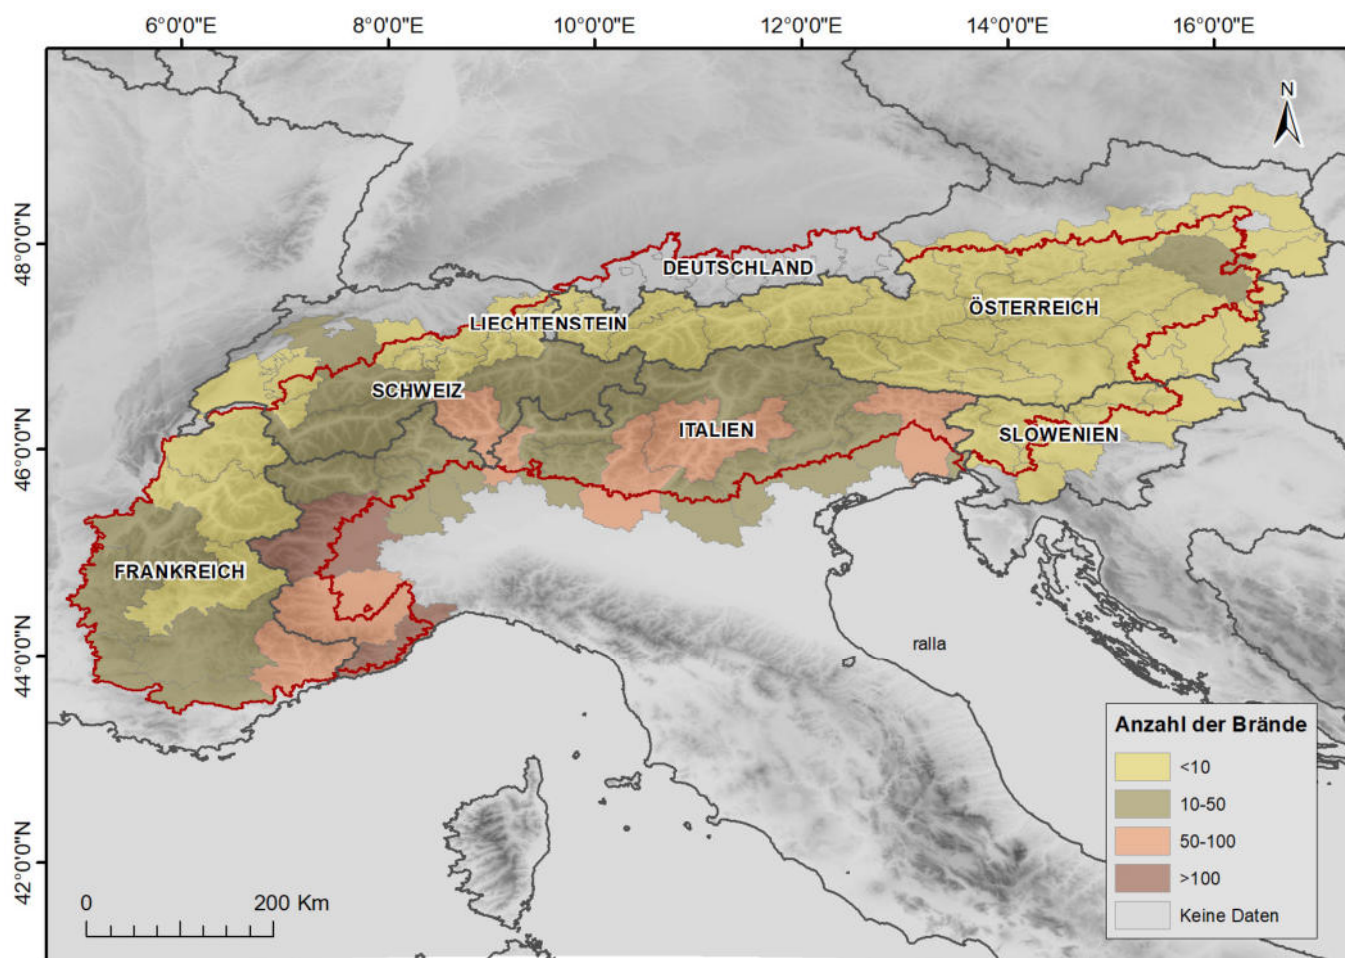 6°0'0"E 8°0'0"E 10°0'0"E 12°0'0"E 14°0'0"E 16°0'0"E
N
48°0'0"N
DEUTSCHLAND
ÖSTERREICH
LIECHTENSTEIN
SCHWEIZ
ITALIEN
SLOWENIEN
46°0'0"N
FRANKREICH
44°0'0"N
ralla
42°0'0"N
Anzahl der Brände
<10
10-50
50-100
>100
Keine Daten
0 200 Km